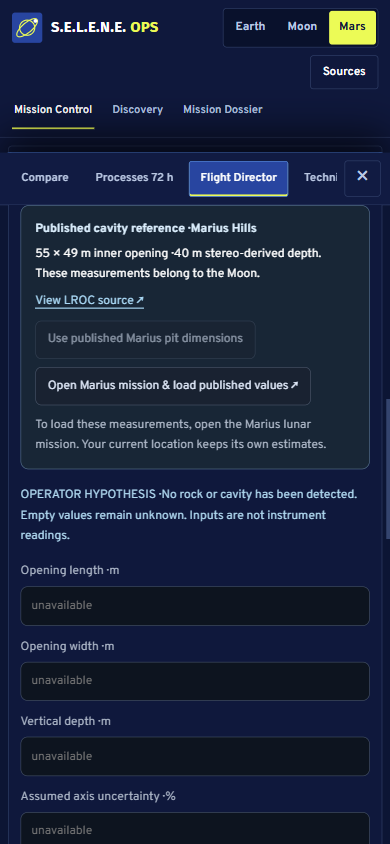 S.E.L.E.N.E. OPS
Earth Moon Mars
Sources
Mission Control Discovery Mission Dossier
Compare Processes 72 h Flight Director Techni ✕
Published cavity reference ·Marius Hills
55 × 49 m inner opening ·40 m stereo-derived depth.
These measurements belong to the Moon.
View LROC source ↗
Use published Marius pit dimensions
Open Marius mission & load published values ↗
To load these measurements, open the Marius lunar
mission. Your current location keeps its own estimates.
OPERATOR HYPOTHESIS ·No rock or cavity has been detected.
Empty values remain unknown. Inputs are not instrument
readings.
Opening length ·m
unavailable
Opening width ·m
unavailable
Vertical depth ·m
unavailable
Assumed axis uncertainty ·%
unavailable